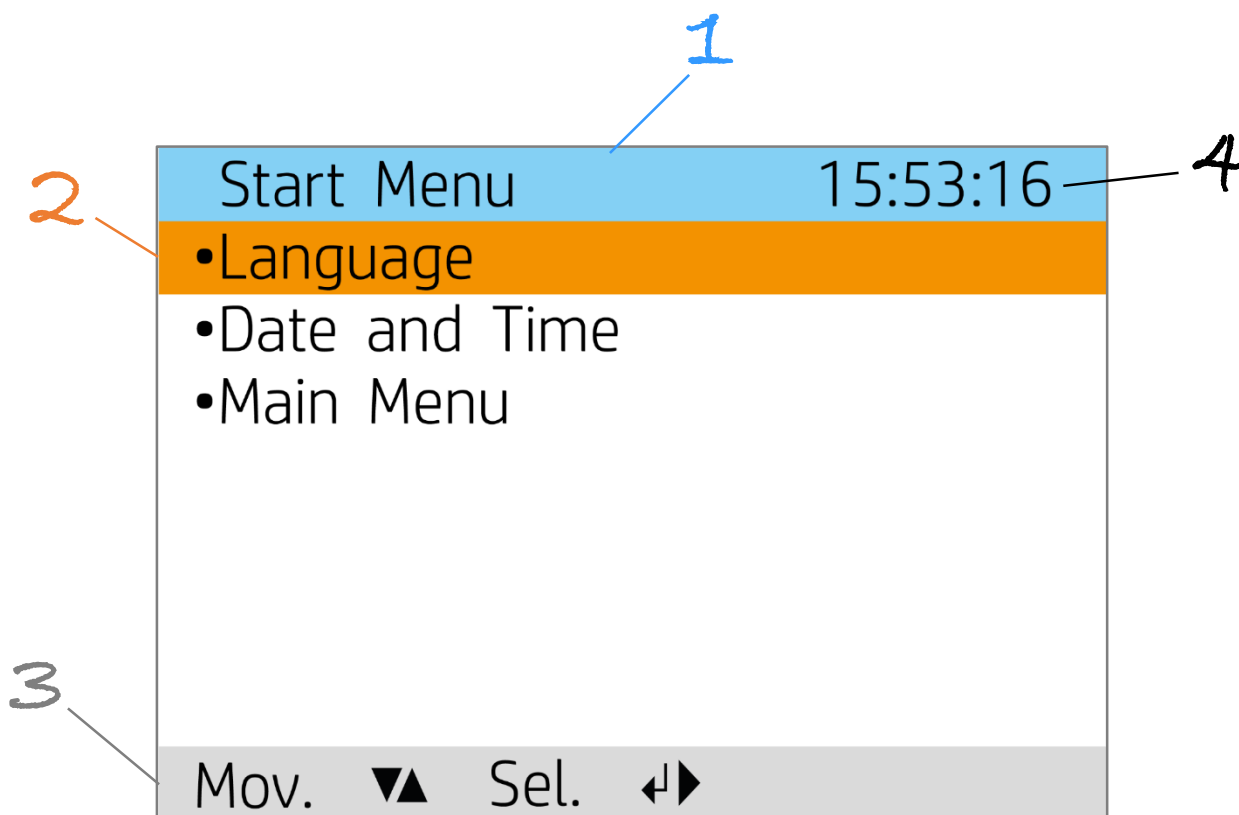 1
Start Menu 15:53:16
4
2
•Language
•Date and Time
•Main Menu
3
Mov. ▼▲ Sel. ↲▶